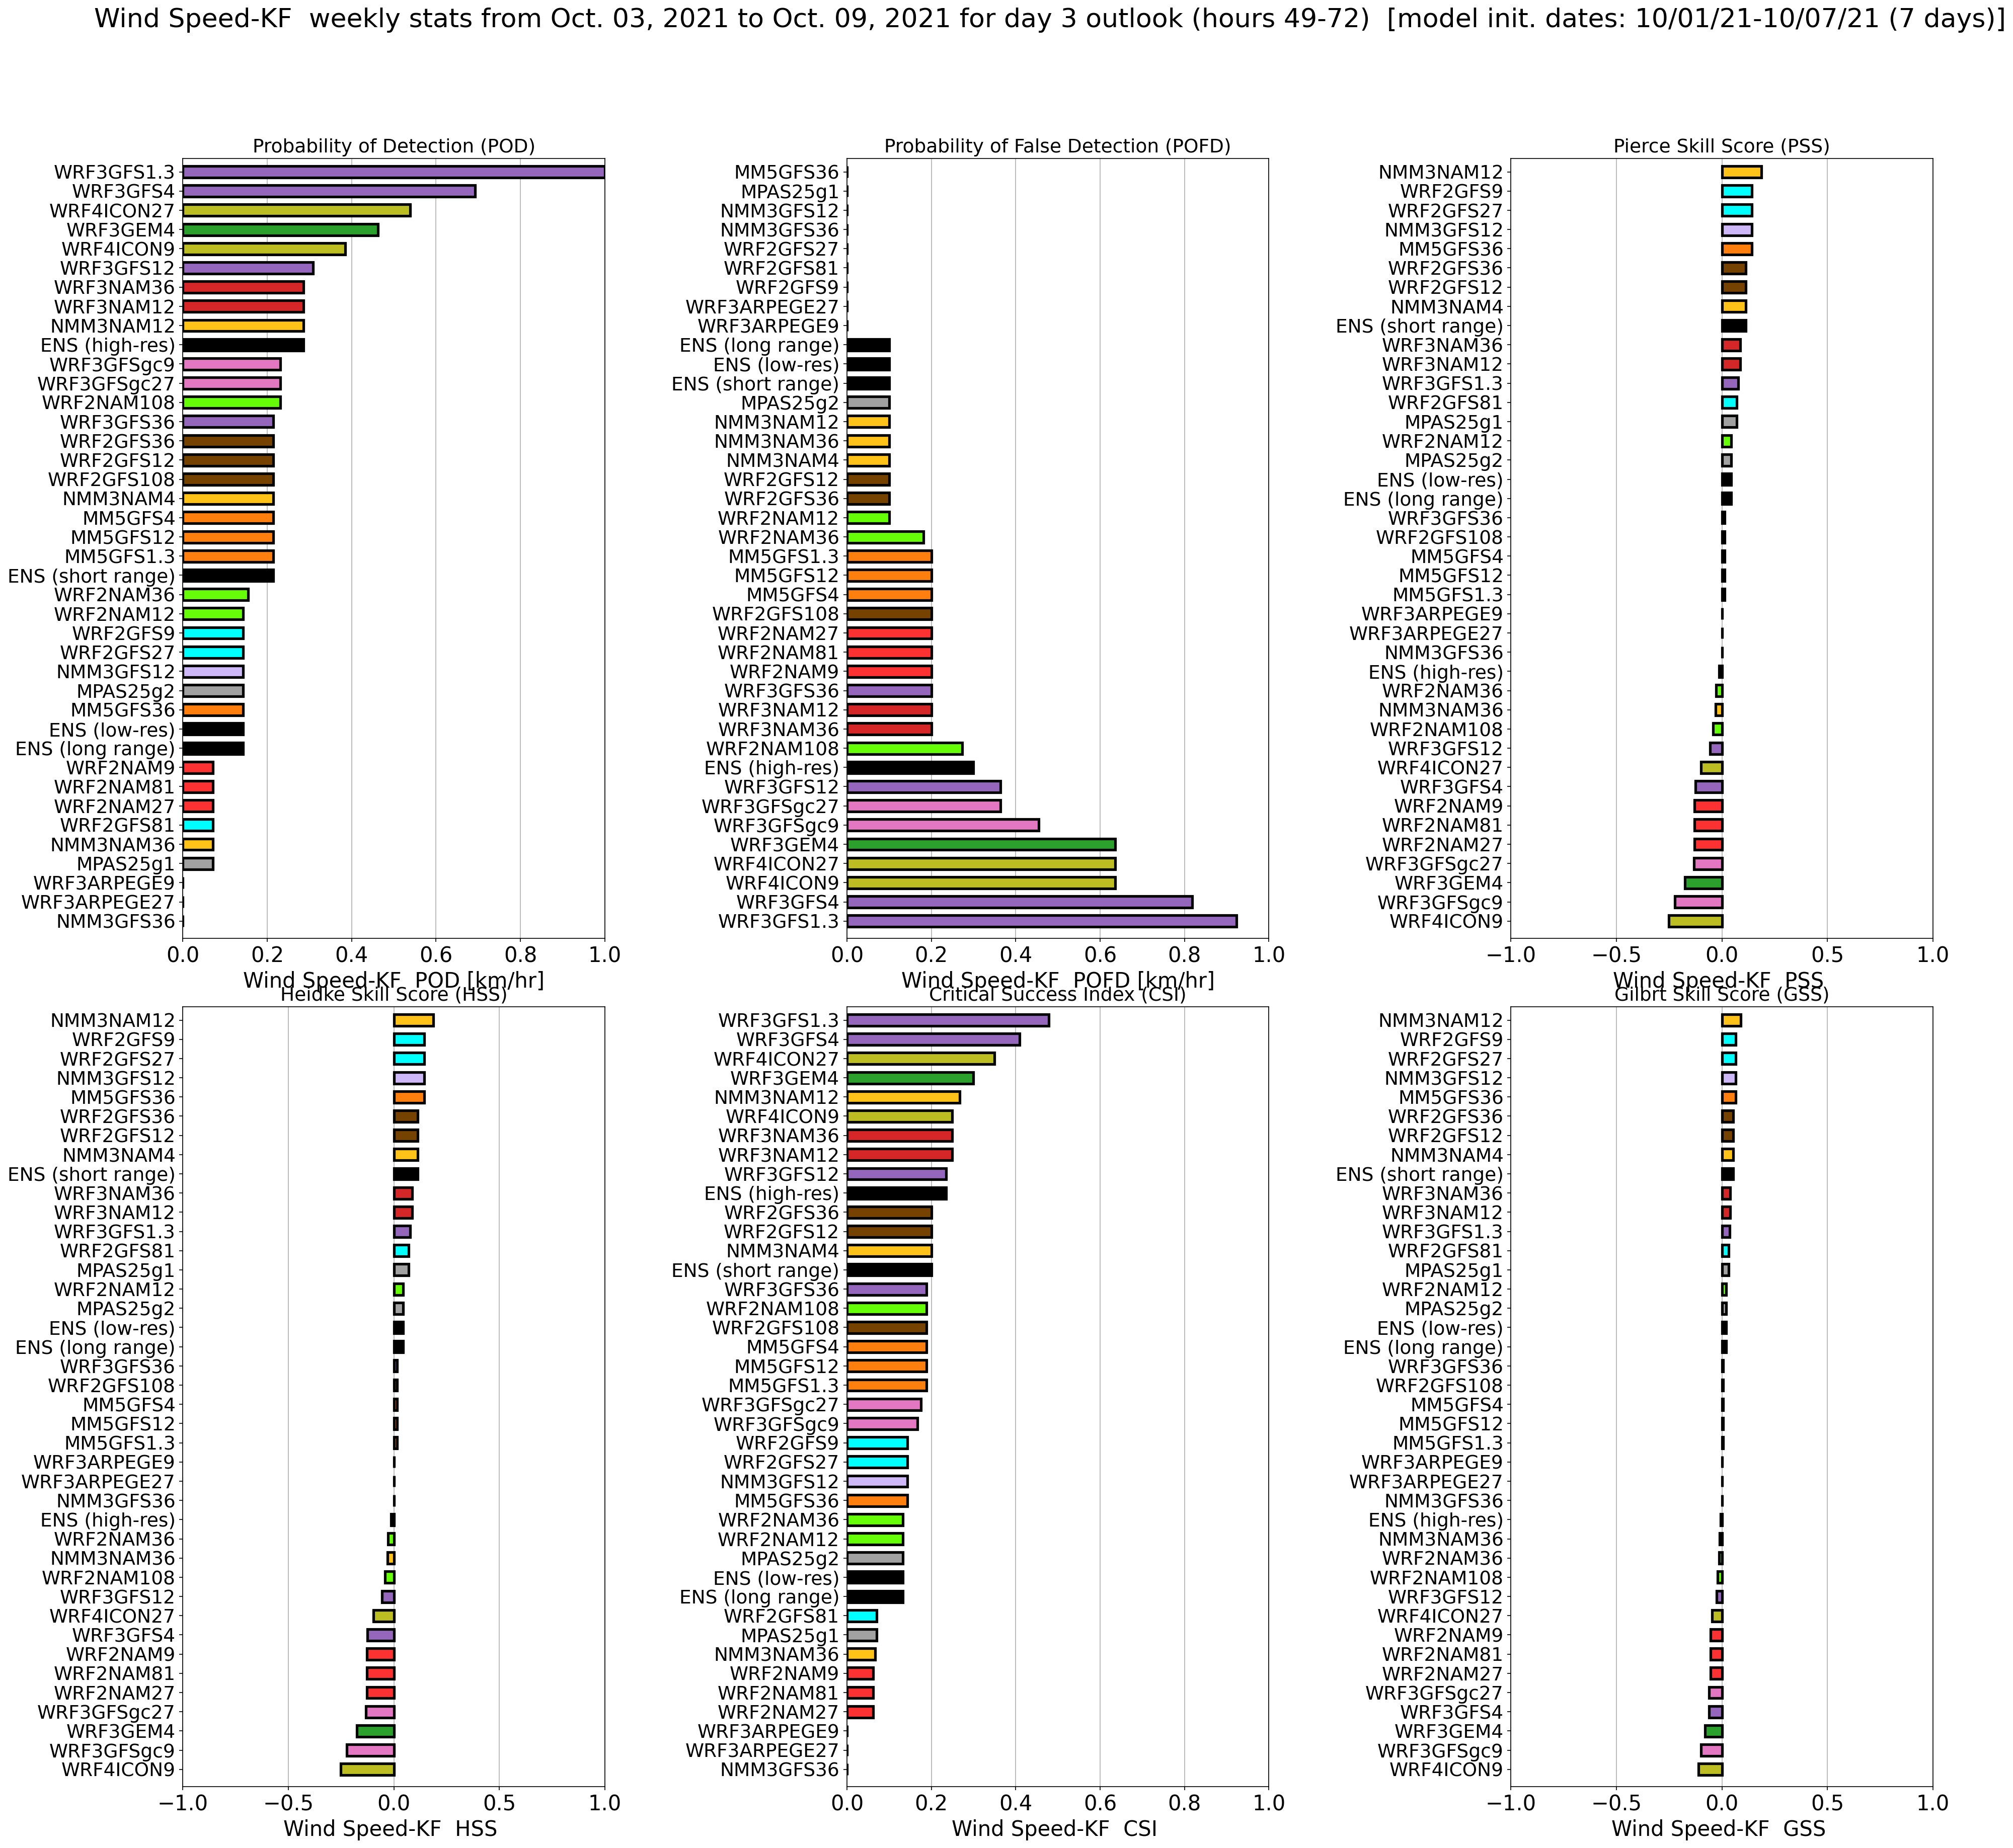 Wind Speed-KF  weekly stats from Oct. 03, 2021 to Oct. 09, 2021 for day 3 outlook (hours 49-72)  [model init. dates: 10/01/21-10/07/21 (7 days)]
Probability of Detection (POD)
WRF3GFS1.3
WRF3GFS4
WRF4ICON27
WRF3GEM4
WRF4ICON9
WRF3GFS12
WRF3NAM36
WRF3NAM12
NMM3NAM12
ENS (high-res)
WRF3GFSgc9
WRF3GFSgc27
WRF2NAM108
WRF3GFS36
WRF2GFS36
WRF2GFS12
WRF2GFS108
NMM3NAM4
MM5GFS4
MM5GFS12
MM5GFS1.3
ENS (short range)
WRF2NAM36
WRF2NAM12
WRF2GFS9
WRF2GFS27
NMM3GFS12
MPAS25g2
MM5GFS36
ENS (low-res)
ENS (long range)
WRF2NAM9
WRF2NAM81
WRF2NAM27
WRF2GFS81
NMM3NAM36
MPAS25g1
WRF3ARPEGE9
WRF3ARPEGE27
NMM3GFS36
0.0 0.2 0.4 0.6 0.8 1.0
Wind Speed-KF  POD [km/hr]
Probability of False Detection (POFD)
MM5GFS36
MPAS25g1
NMM3GFS12
NMM3GFS36
WRF2GFS27
WRF2GFS81
WRF2GFS9
WRF3ARPEGE27
WRF3ARPEGE9
ENS (long range)
ENS (low-res)
ENS (short range)
MPAS25g2
NMM3NAM12
NMM3NAM36
NMM3NAM4
WRF2GFS12
WRF2GFS36
WRF2NAM12
WRF2NAM36
MM5GFS1.3
MM5GFS12
MM5GFS4
WRF2GFS108
WRF2NAM27
WRF2NAM81
WRF2NAM9
WRF3GFS36
WRF3NAM12
WRF3NAM36
WRF2NAM108
ENS (high-res)
WRF3GFS12
WRF3GFSgc27
WRF3GFSgc9
WRF3GEM4
WRF4ICON27
WRF4ICON9
WRF3GFS4
WRF3GFS1.3
0.0 0.2 0.4 0.6 0.8 1.0
Wind Speed-KF  POFD [km/hr]
Pierce Skill Score (PSS)
NMM3NAM12
WRF2GFS9
WRF2GFS27
NMM3GFS12
MM5GFS36
WRF2GFS36
WRF2GFS12
NMM3NAM4
ENS (short range)
WRF3NAM36
WRF3NAM12
WRF3GFS1.3
WRF2GFS81
MPAS25g1
WRF2NAM12
MPAS25g2
ENS (low-res)
ENS (long range)
WRF3GFS36
WRF2GFS108
MM5GFS4
MM5GFS12
MM5GFS1.3
WRF3ARPEGE9
WRF3ARPEGE27
NMM3GFS36
ENS (high-res)
WRF2NAM36
NMM3NAM36
WRF2NAM108
WRF3GFS12
WRF4ICON27
WRF3GFS4
WRF2NAM9
WRF2NAM81
WRF2NAM27
WRF3GFSgc27
WRF3GEM4
WRF3GFSgc9
WRF4ICON9
−1.0 −0.5 0.0 0.5 1.0
Wind Speed-KF  PSS
Heidke Skill Score (HSS)
NMM3NAM12
WRF2GFS9
WRF2GFS27
NMM3GFS12
MM5GFS36
WRF2GFS36
WRF2GFS12
NMM3NAM4
ENS (short range)
WRF3NAM36
WRF3NAM12
WRF3GFS1.3
WRF2GFS81
MPAS25g1
WRF2NAM12
MPAS25g2
ENS (low-res)
ENS (long range)
WRF3GFS36
WRF2GFS108
MM5GFS4
MM5GFS12
MM5GFS1.3
WRF3ARPEGE9
WRF3ARPEGE27
NMM3GFS36
ENS (high-res)
WRF2NAM36
NMM3NAM36
WRF2NAM108
WRF3GFS12
WRF4ICON27
WRF3GFS4
WRF2NAM9
WRF2NAM81
WRF2NAM27
WRF3GFSgc27
WRF3GEM4
WRF3GFSgc9
WRF4ICON9
−1.0 −0.5 0.0 0.5 1.0
Wind Speed-KF  HSS
Critical Success Index (CSI)
WRF3GFS1.3
WRF3GFS4
WRF4ICON27
WRF3GEM4
NMM3NAM12
WRF4ICON9
WRF3NAM36
WRF3NAM12
WRF3GFS12
ENS (high-res)
WRF2GFS36
WRF2GFS12
NMM3NAM4
ENS (short range)
WRF3GFS36
WRF2NAM108
WRF2GFS108
MM5GFS4
MM5GFS12
MM5GFS1.3
WRF3GFSgc27
WRF3GFSgc9
WRF2GFS9
WRF2GFS27
NMM3GFS12
MM5GFS36
WRF2NAM36
WRF2NAM12
MPAS25g2
ENS (low-res)
ENS (long range)
WRF2GFS81
MPAS25g1
NMM3NAM36
WRF2NAM9
WRF2NAM81
WRF2NAM27
WRF3ARPEGE9
WRF3ARPEGE27
NMM3GFS36
0.0 0.2 0.4 0.6 0.8 1.0
Wind Speed-KF  CSI
Gilbrt Skill Score (GSS)
NMM3NAM12
WRF2GFS9
WRF2GFS27
NMM3GFS12
MM5GFS36
WRF2GFS36
WRF2GFS12
NMM3NAM4
ENS (short range)
WRF3NAM36
WRF3NAM12
WRF3GFS1.3
WRF2GFS81
MPAS25g1
WRF2NAM12
MPAS25g2
ENS (low-res)
ENS (long range)
WRF3GFS36
WRF2GFS108
MM5GFS4
MM5GFS12
MM5GFS1.3
WRF3ARPEGE9
WRF3ARPEGE27
NMM3GFS36
ENS (high-res)
NMM3NAM36
WRF2NAM36
WRF2NAM108
WRF3GFS12
WRF4ICON27
WRF2NAM9
WRF2NAM81
WRF2NAM27
WRF3GFSgc27
WRF3GFS4
WRF3GEM4
WRF3GFSgc9
WRF4ICON9
−1.0 −0.5 0.0 0.5 1.0
Wind Speed-KF  GSS